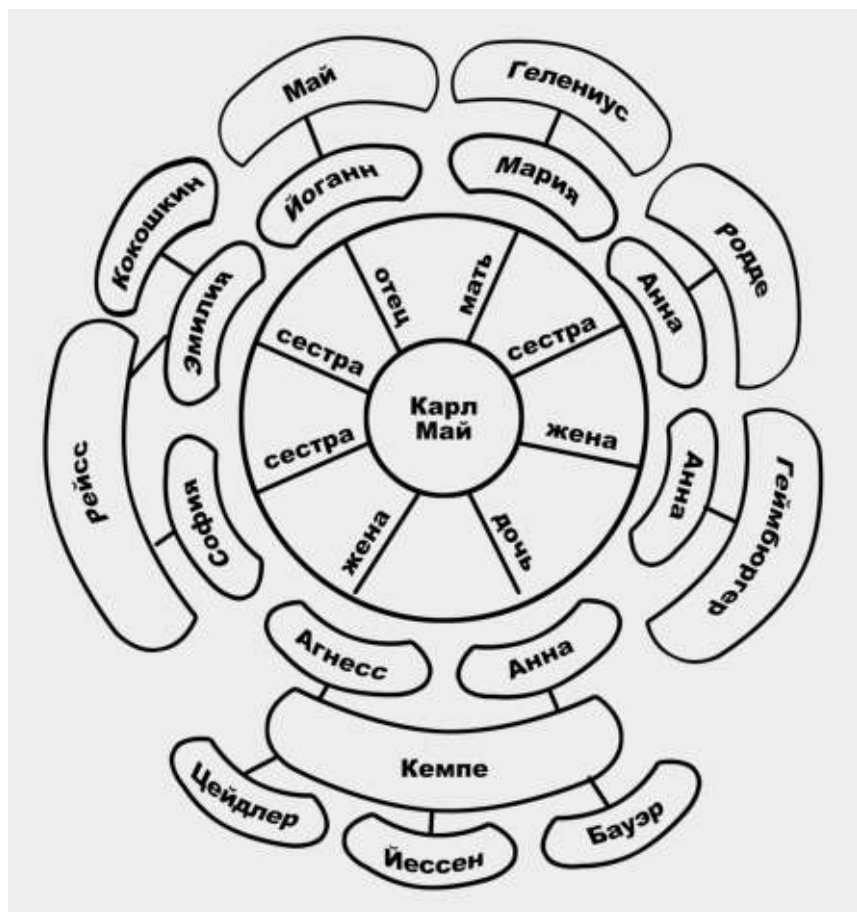 Май
Гелениус
Кокошкин
Йоганн
Мария
Родде
Эмилия
Анна
отец
мать
сестра
сестра
Карл
Май
сестра
жена
Рейсс
София
Анна
Геймбюргер
жена
дочь
Агнесс
Анна
Кемпе
Цейдлер
Йессен
Бауэр